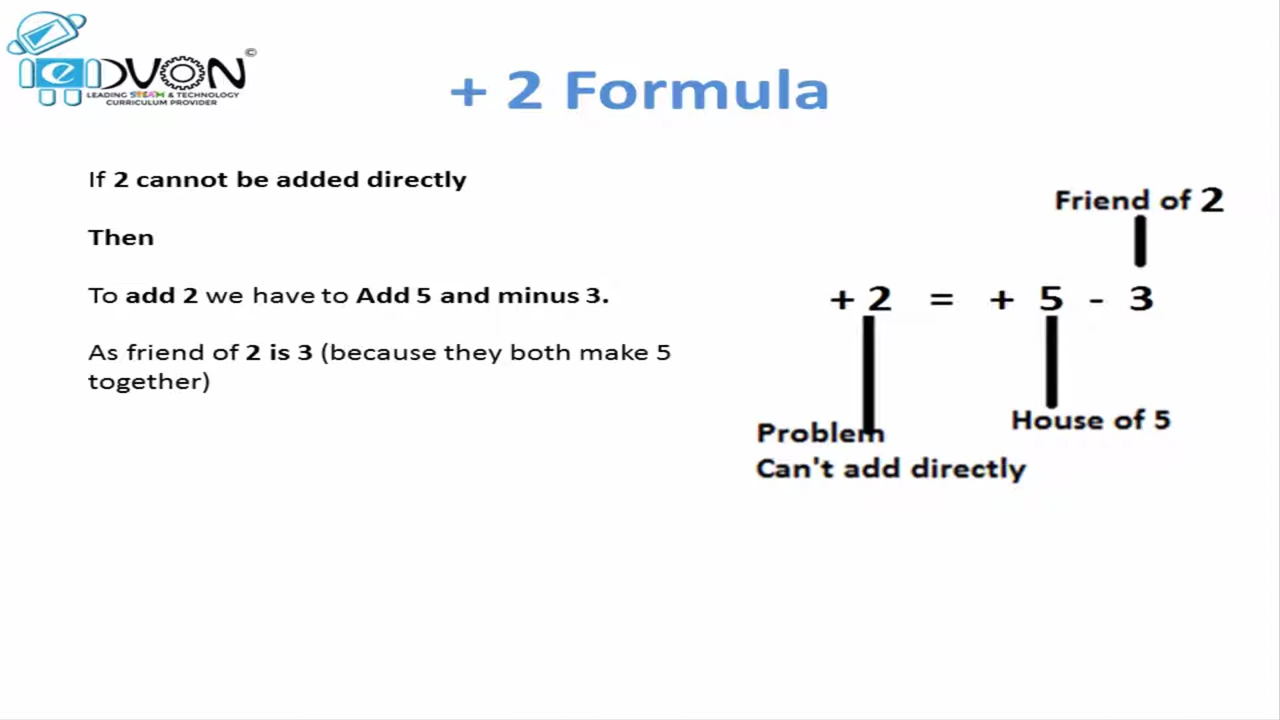 eDVON©
LEADING STEAM & TECHNOLOGY
CURRICULUM PROVIDER
+ 2 Formula
If 2 cannot be added directly
Then
To add 2 we have to Add 5 and minus 3.
As friend of 2 is 3 (because they both make 5
together)
Friend of 2
+ 2 = + 5 - 3
House of 5
Problem
Can't add directly